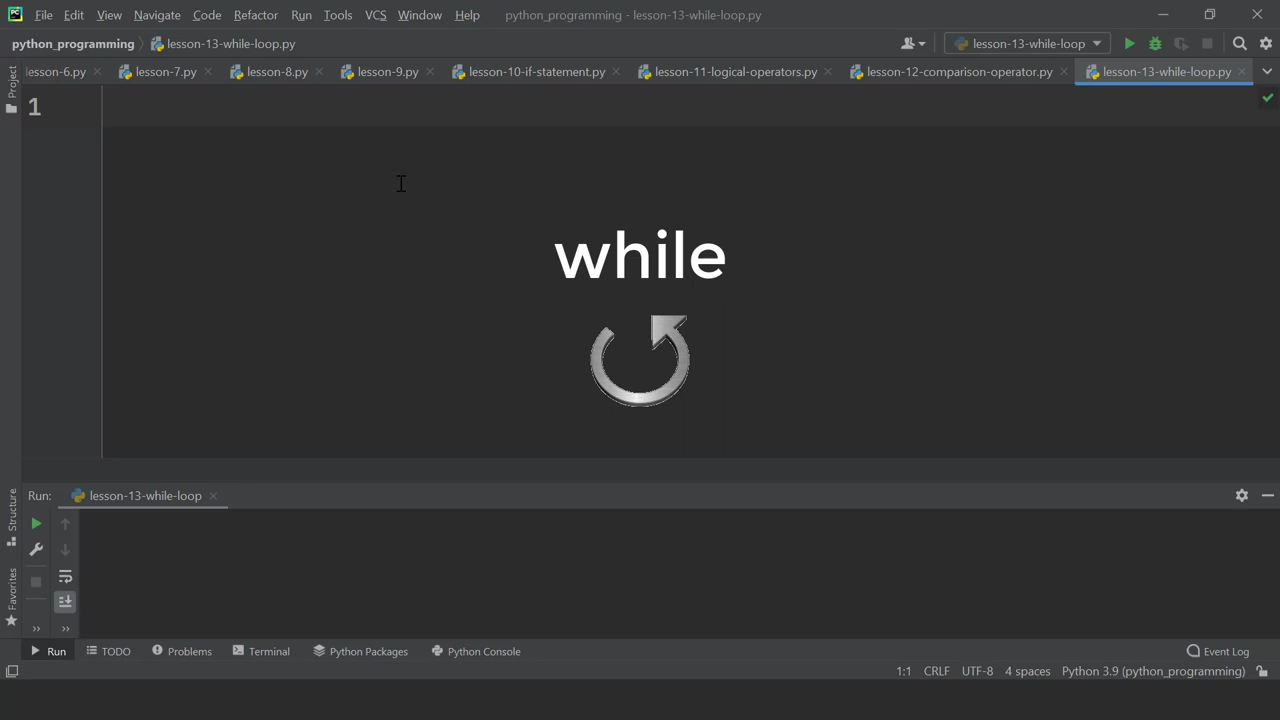 PC File Edit View Navigate Code Refactor Run Tools VCS Window Help python_programming - lesson-13-while-loop.py
python_programming lesson-13-while-loop.py lesson-13-while-loop
lesson-6.py lesson-7.py lesson-8.py lesson-9.py lesson-10-if-statement.py lesson-11-logical-operators.py lesson-12-comparison-operator.py lesson-13-while-loop.py
Project
1
while
Structure
Favorites
Run: lesson-13-while-loop
Run TODO Problems Terminal Python Packages Python Console Event Log
1:1 CRLF UTF-8 4 spaces Python 3.9 (python_programming)